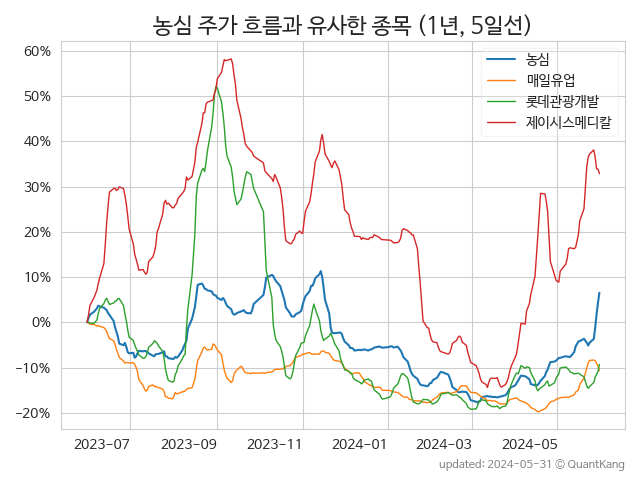 농심 주가 흐름과 유사한 종목 (1년, 5일선)
농심
매일유업
롯데관광개발
제이시스메디칼
60%
50%
40%
30%
20%
10%
0%
−10%
−20%
2023-07
2023-09
2023-11
2024-01
2024-03
2024-05
updated: 2024-05-31 © QuantKang